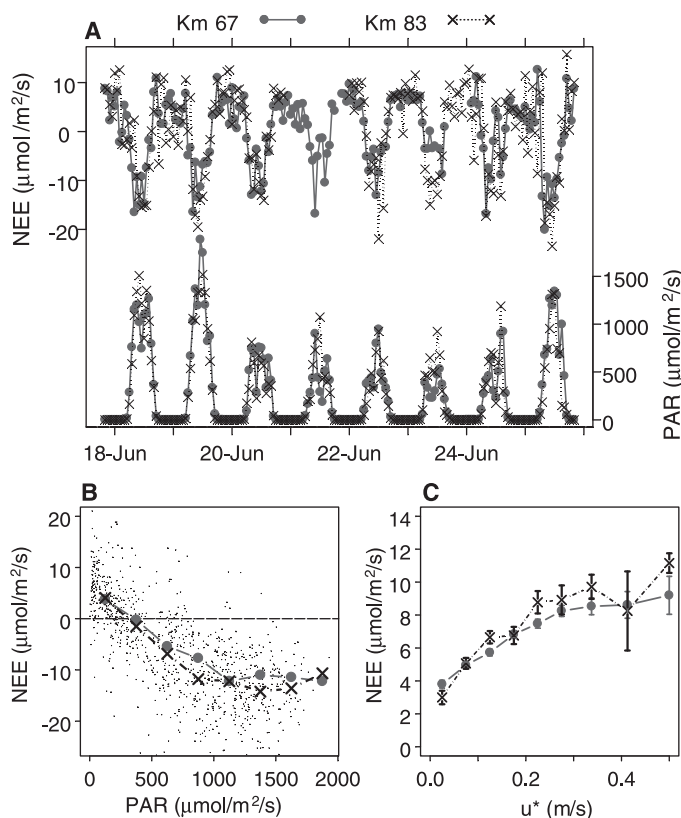 Km 67 Km 83
A
NEE (μmol/m²/s)
10
0
-10
-20
PAR (μmol/m²/s)
1500
1000
500
0
18-Jun 20-Jun 22-Jun 24-Jun
B
NEE (μmol/m²/s)
20
10
0
-10
-20
0 500 1000 1500 2000
PAR (μmol/m²/s)
C
NEE (μmol/m²/s)
14
12
10
8
6
4
2
0
0.0 0.2 0.4
u* (m/s)